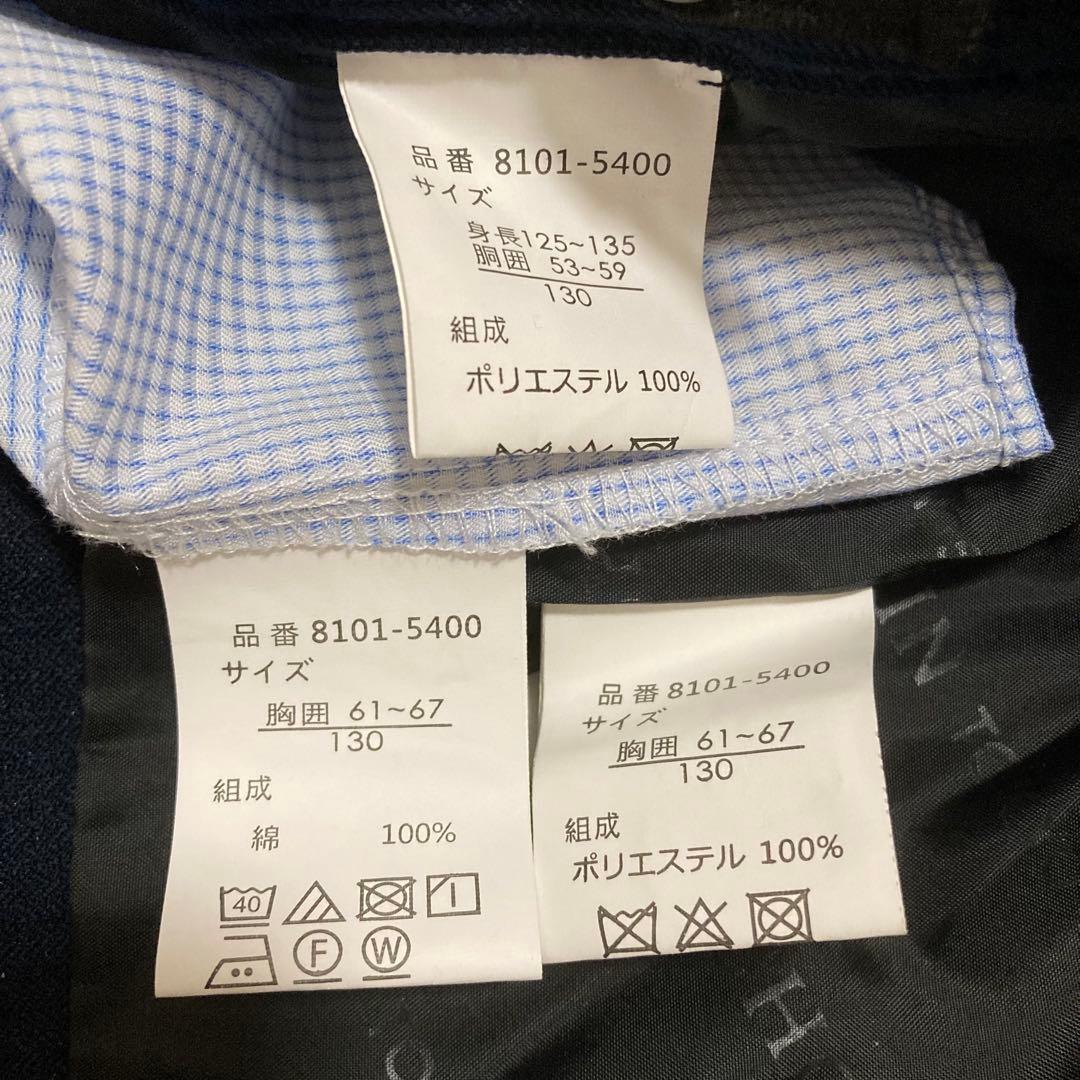 品番 8101-5400
サイズ
身長125~135
胴囲 53~59
130
組成
ポリエステル 100%
品番 8101-5400
サイズ
胸囲 61~67
130
組成
綿 100%
40
F W
品番 8101-5400
サイズ
胸囲 61~67
130
組成
ポリエステル 100%